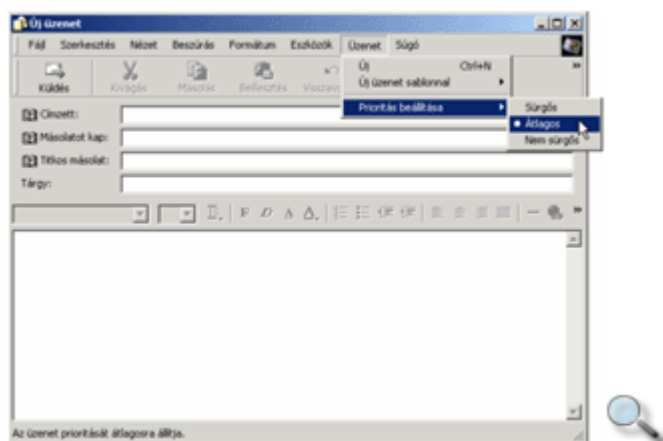 Új üzenet
Fájl Szerkesztés Nézet Beszúrás Formátum Eszközök Üzenet Súgó
Küldés Kivágás Másolás Beillesztés
Új Ctrl+N
Új üzenet sablonnal
Prioritás beállítása
Sürgős
Átlagos
Nem sürgős
Címzett:
Másolatot kap:
Titkos másolat:
Tárgy:
F D A A
Az üzenet prioritását átlagosra állítja.